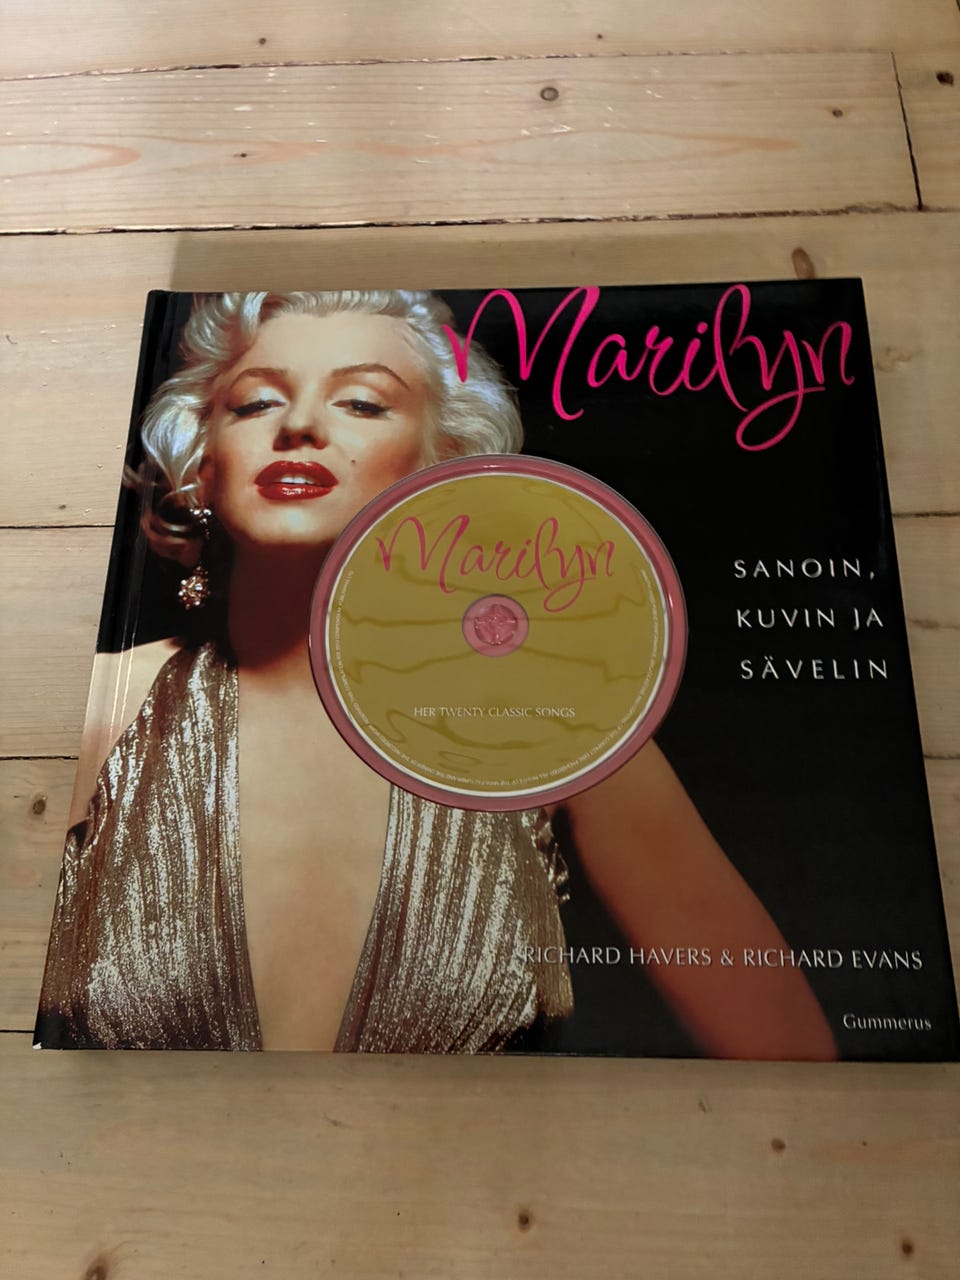 Marilyn
Marilyn
SANOIN,
KUVIN JA
SÄVELIN
HER TWENTY CLASSIC SONGS
RICHARD HAVERS & RICHARD EVANS
Gummerus